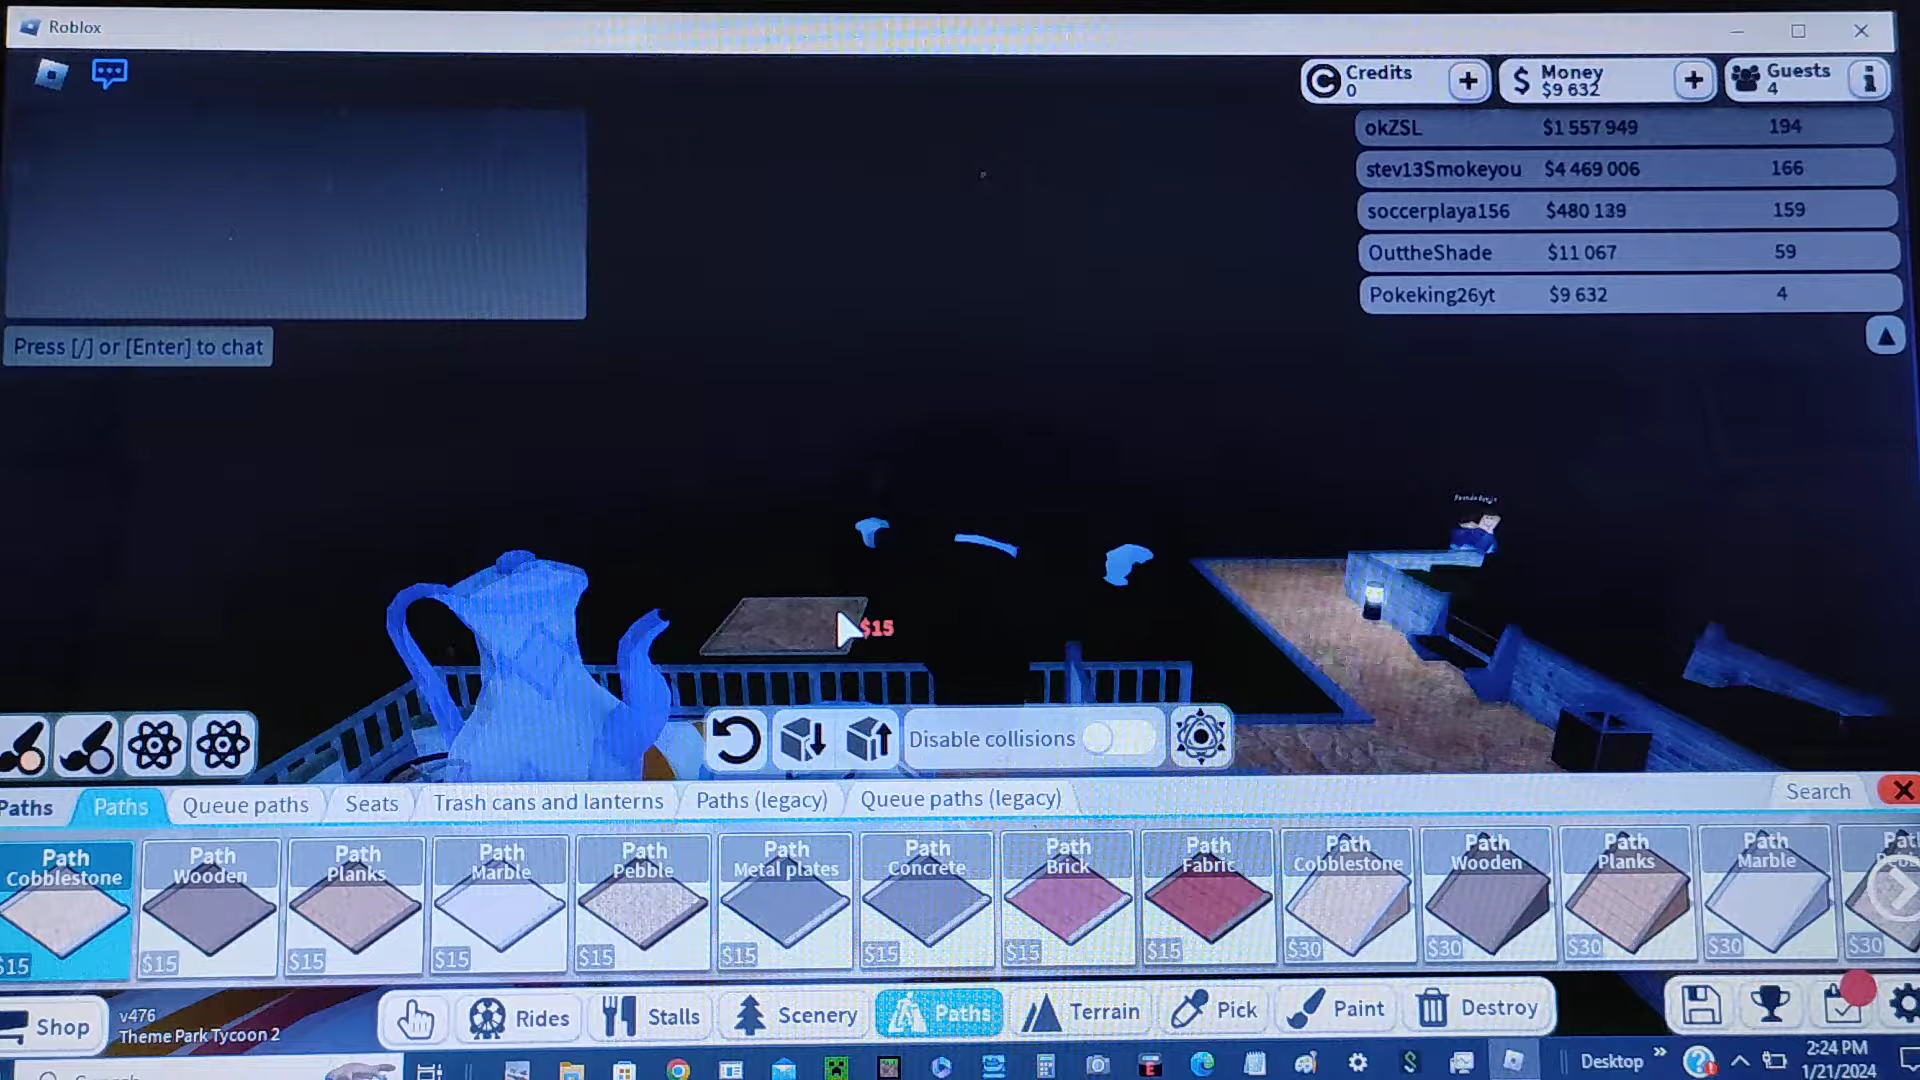 Roblox
Credits
0
Money
$9 632
Guests
4
okZSL $1 557 949 194
stev13Smokeyou $4 469 006 166
soccerplaya156 $480 139 159
OuttheShade $11 067 59
Pokeking26yt $9 632 4
Press [/] or [Enter] to chat
$15
Disable collisions
Paths Paths Queue paths Seats Trash cans and lanterns Paths (legacy) Queue paths (legacy) Search
Path Cobblestone $15
Path Wooden $15
Path Planks $15
Path Marble $15
Path Pebble $15
Path Metal plates $15
Path Concrete $15
Path Brick $15
Path Fabric $15
Path Cobblestone $30
Path Wooden $30
Path Planks $30
Path Marble $30
$30
Shop
v476
Theme Park Tycoon 2
Rides Stalls Scenery Paths Terrain Pick Paint Destroy
Desktop
2:24 PM
1/21/2024